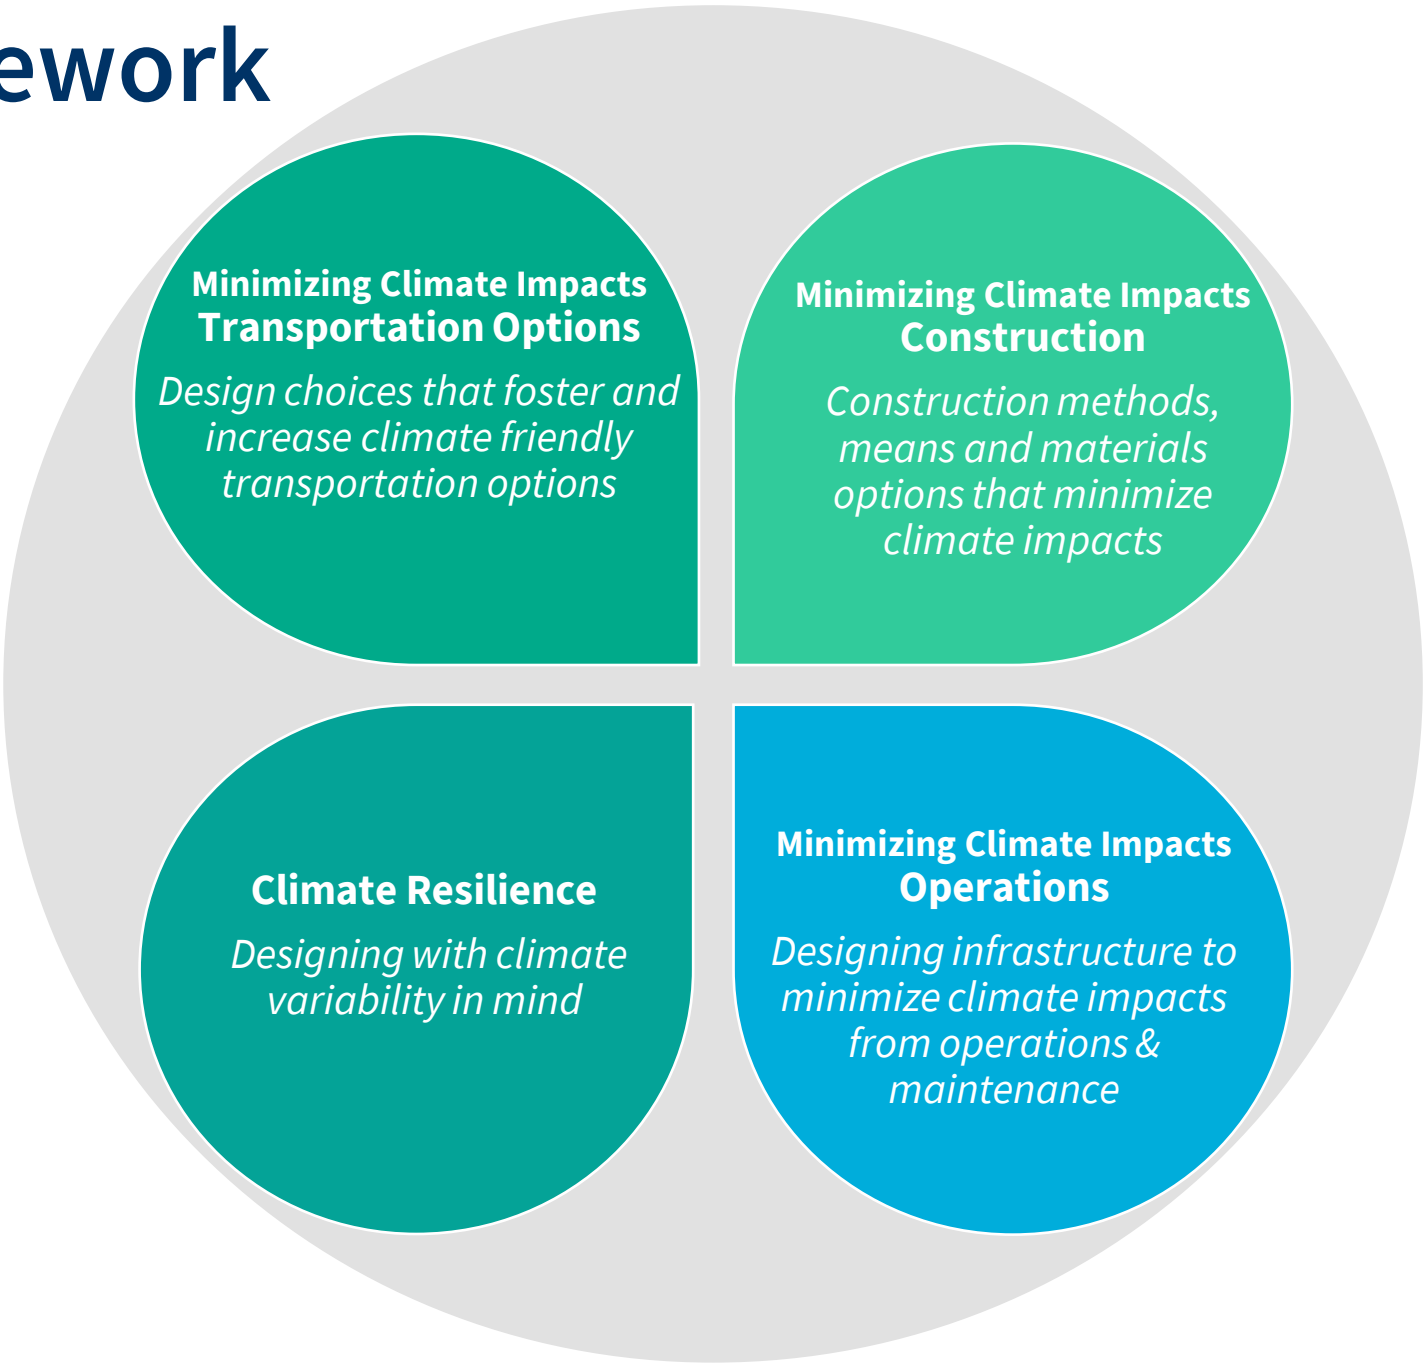 ework
Minimizing Climate Impacts
Transportation Options
Design choices that foster and
increase climate friendly
transportation options
Minimizing Climate Impacts
Construction
Construction methods,
means and materials
options that minimize
climate impacts
Climate Resilience
Designing with climate
variability in mind
Minimizing Climate Impacts
Operations
Designing infrastructure to
minimize climate impacts
from operations &
maintenance